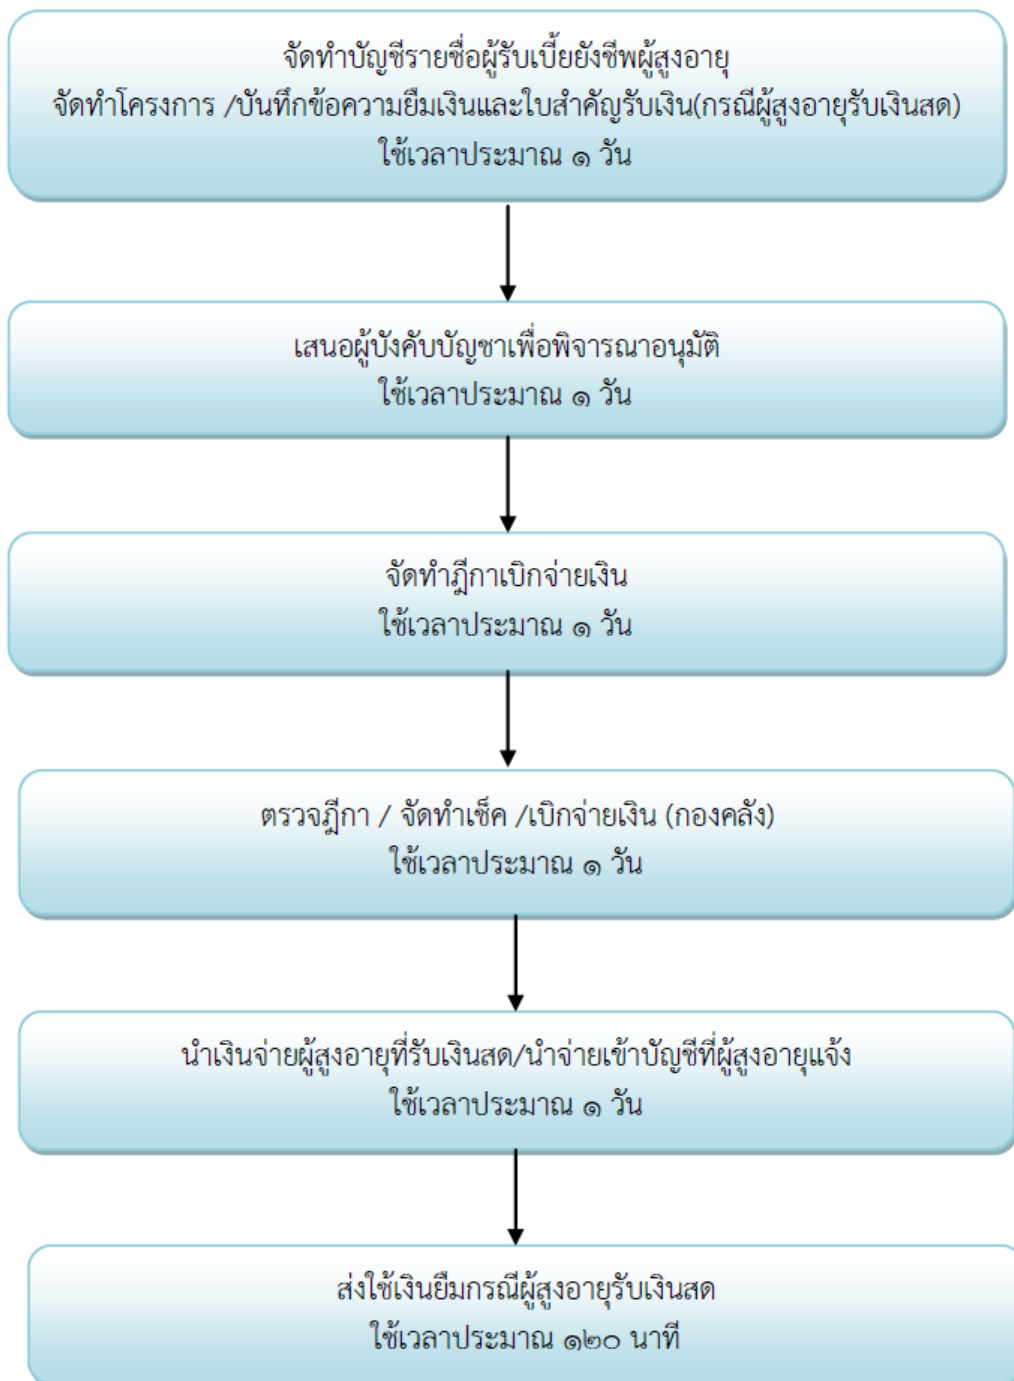 จัดทำบัญชีรายชื่อผู้รับเบี้ยยังชีพผู้สูงอายุ
จัดทำโครงการ /บันทึกข้อความยืมเงินและใบสำคัญรับเงิน(กรณีผู้สูงอายุรับเงินสด)
ใช้เวลาประมาณ ๑ วัน
เสนอผู้บังคับบัญชาเพื่อพิจารณาอนุมัติ
ใช้เวลาประมาณ ๑ วัน
จัดทำฎีกาเบิกจ่ายเงิน
ใช้เวลาประมาณ ๑ วัน
ตรวจฎีกา / จัดทำเช็ค /เบิกจ่ายเงิน (กองคลัง)
ใช้เวลาประมาณ ๑ วัน
นำเงินจ่ายผู้สูงอายุที่รับเงินสด/นำจ่ายเข้าบัญชีที่ผู้สูงอายุแจ้ง
ใช้เวลาประมาณ ๑ วัน
ส่งใช้เงินยืมกรณีผู้สูงอายุรับเงินสด
ใช้เวลาประมาณ ๑๒๐ นาที